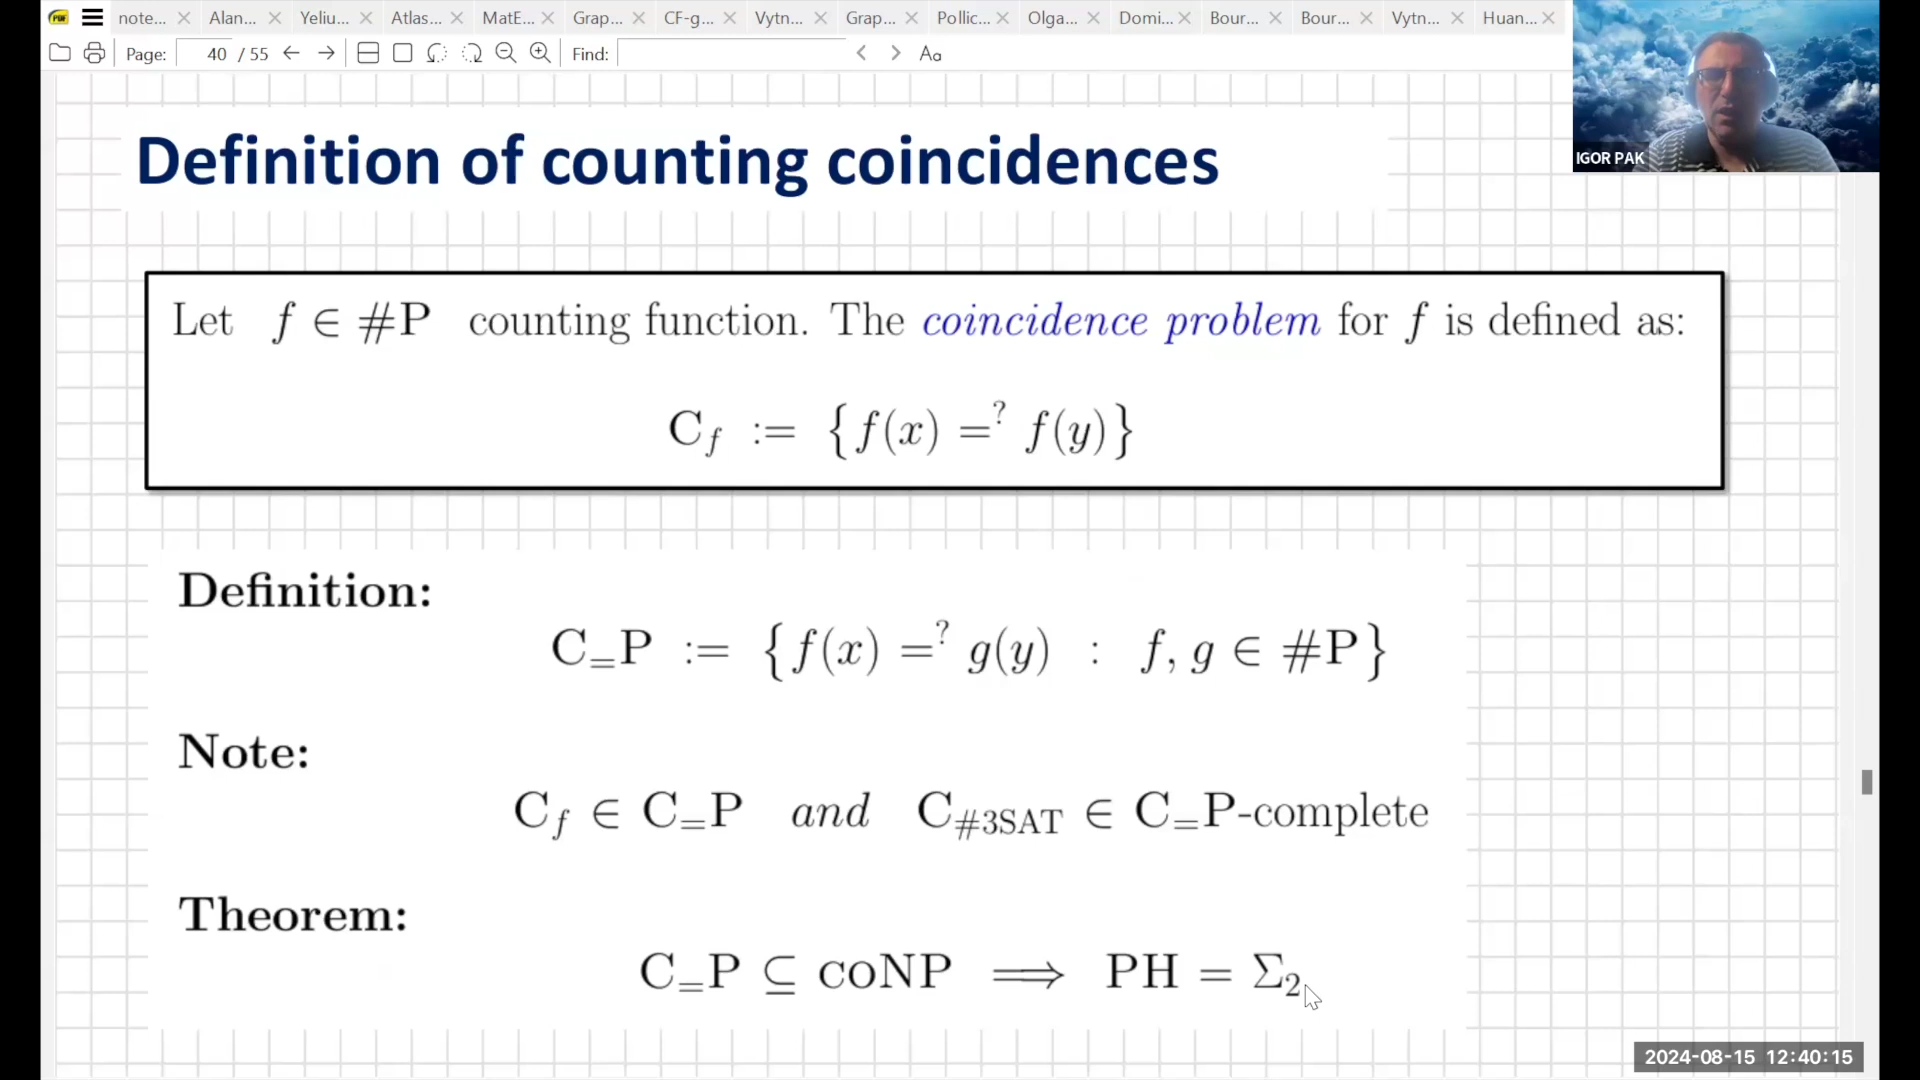 note... Alan... Yeliu... Atlas... MatE... Grap... CF-g... Vytn... Grap... Pollic... Olga... Domi... Bour... Bour... Vytn... Huan...
Page: 40 / 55 Find: Aa
IGOR PAK
Definition of counting coincidences
Let f ∈ #P counting function. The coincidence problem for f is defined as:
C_f := {f(x) =? f(y)}
Definition:
C_=P := {f(x) =? g(y) : f, g ∈ #P}
Note:
C_f ∈ C_=P and C_#3SAT ∈ C_=P-complete
Theorem:
C_=P ⊆ coNP ⟹ PH = Σ₂
2024-08-15 12:40:15